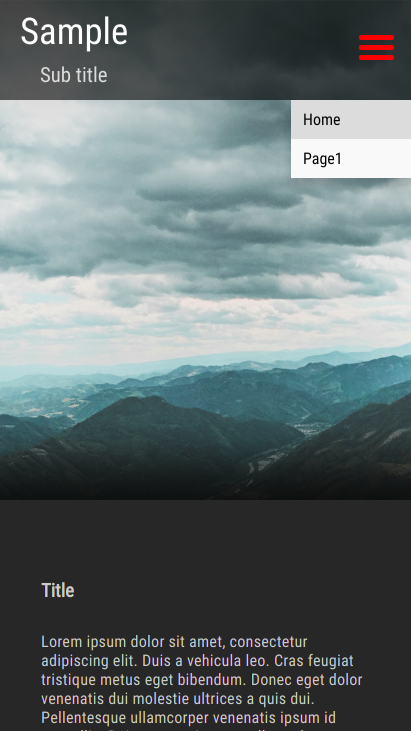 Sample
Sub title
Home
Page1
Title
Lorem ipsum dolor sit amet, consectetur
adipiscing elit. Duis a vehicula leo. Cras feugiat
tristique metus eget bibendum. Donec eget dolor
venenatis dui molestie ultrices a quis dui.
Pellentesque ullamcorper venenatis ipsum id